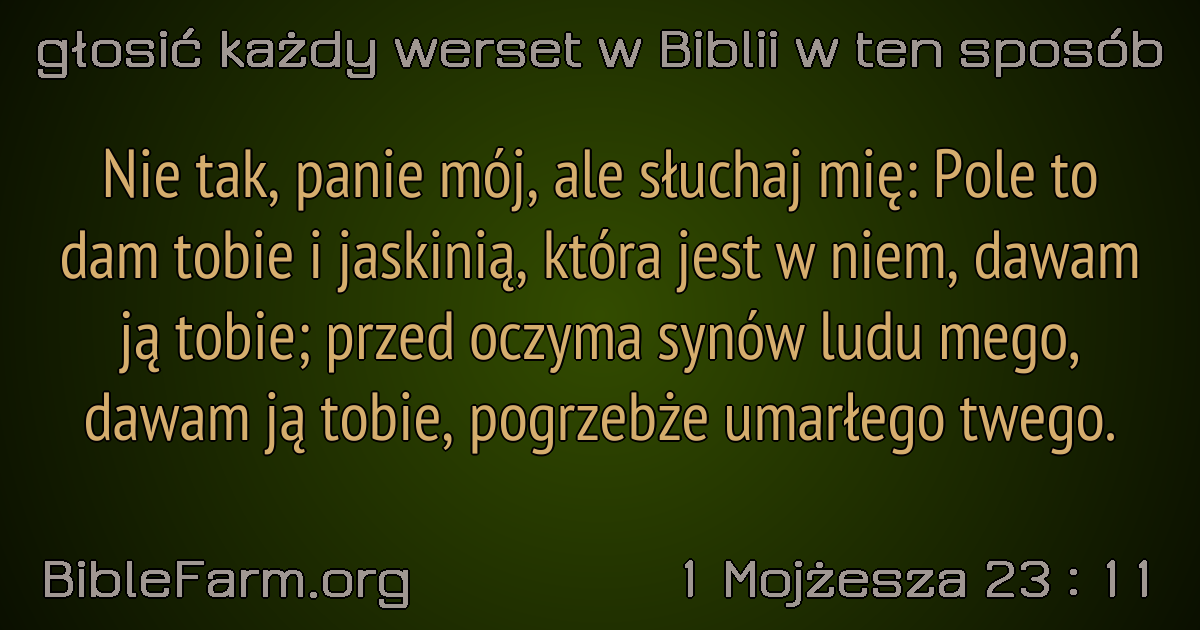 głosić każdy werset w Biblii w ten sposób
Nie tak, panie mój, ale słuchaj mię: Pole to
dam tobie i jaskinią, która jest w niem, dawam
ją tobie; przed oczyma synów ludu mego,
dawam ją tobie, pogrzebże umarłego twego.
BibleFarm.org
1 Mojżesza 23 : 11